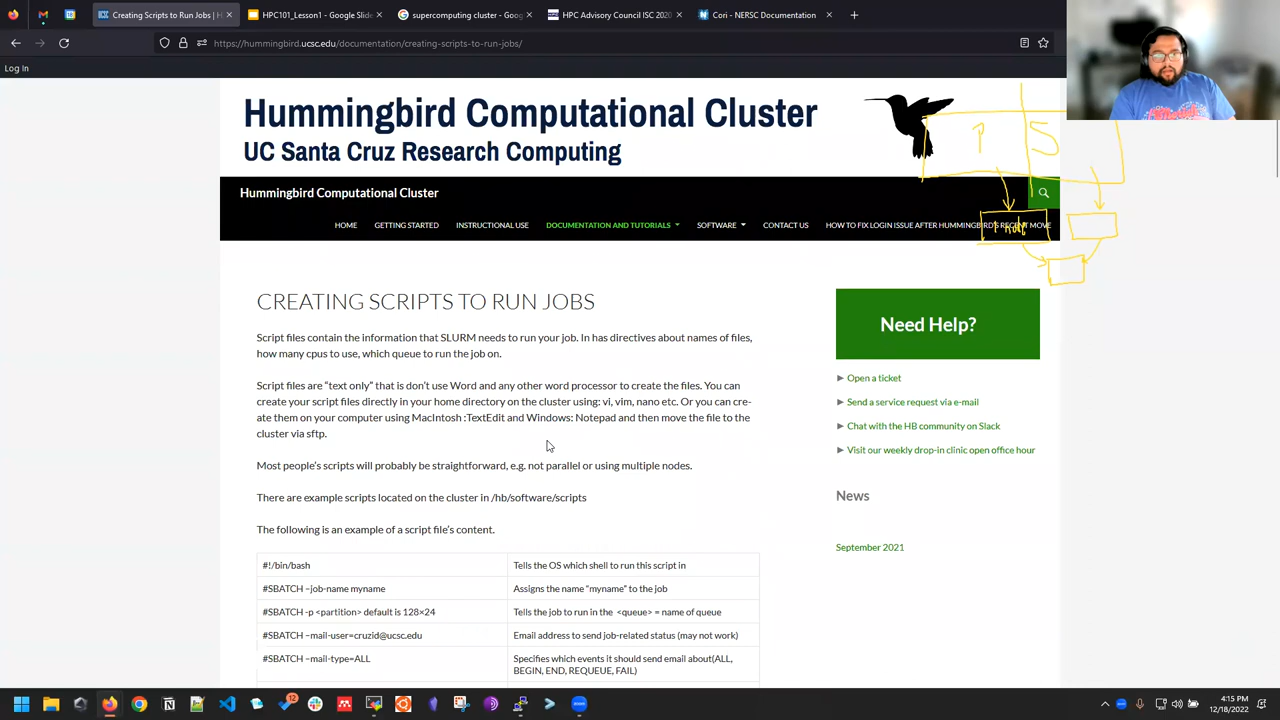 Creating Scripts to Run Jobs | H
HPC101_Lesson1 - Google Slide
supercomputing cluster - Goog
HPC Advisory Council ISC 2020
Cori - NERSC Documentation
https://hummingbird.ucsc.edu/documentation/creating-scripts-to-run-jobs/
Log In
Hummingbird Computational Cluster
UC Santa Cruz Research Computing
P S
Hummingbird Computational Cluster
HOME GETTING STARTED INSTRUCTIONAL USE DOCUMENTATION AND TUTORIALS SOFTWARE CONTACT US HOW TO FIX LOGIN ISSUE AFTER HUMMINGBIRD'S RECENT MOVE
CREATING SCRIPTS TO RUN JOBS
Script files contain the information that SLURM needs to run your job. In has directives about names of files,
how many cpus to use, which queue to run the job on.
Script files are “text only” that is don’t use Word and any other word processor to create the files. You can
create your script files directly in your home directory on the cluster using: vi, vim, nano etc. Or you can cre-
ate them on your computer using MacIntosh :TextEdit and Windows: Notepad and then move the file to the
cluster via sftp.
Most people’s scripts will probably be straightforward, e.g. not parallel or using multiple nodes.
There are example scripts located on the cluster in /hb/software/scripts
The following is an example of a script file’s content.
#!/bin/bash Tells the OS which shell to run this script in
#SBATCH –job-name myname Assigns the name “myname” to the job
#SBATCH -p <partition> default is 128×24 Tells the job to run in the <queue> = name of queue
#SBATCH –mail-user=cruzid@ucsc.edu Email address to send job-related status (may not work)
#SBATCH –mail-type=ALL Specifies which events it should send email about(ALL,
BEGIN, END, REQUEUE, FAIL)
Need Help?
Open a ticket
Send a service request via e-mail
Chat with the HB community on Slack
Visit our weekly drop-in clinic open office hour
News
September 2021
12
4:15 PM
12/18/2022